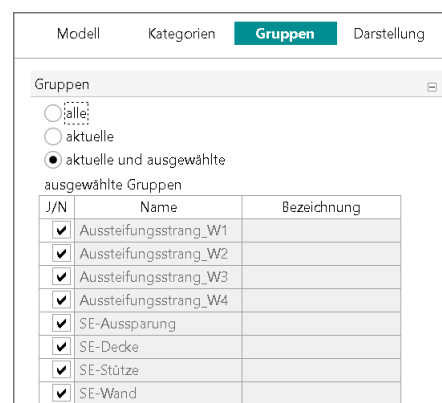 Modell Kategorien Gruppen Darstellung
Gruppen
alle
aktuelle
aktuelle und ausgewählte
ausgewählte Gruppen
J/N Name Bezeichnung
Aussteifungsstrang_W1
Aussteifungsstrang_W2
Aussteifungsstrang_W3
Aussteifungsstrang_W4
SE-Aussparung
SE-Decke
SE-Stütze
SE-Wand